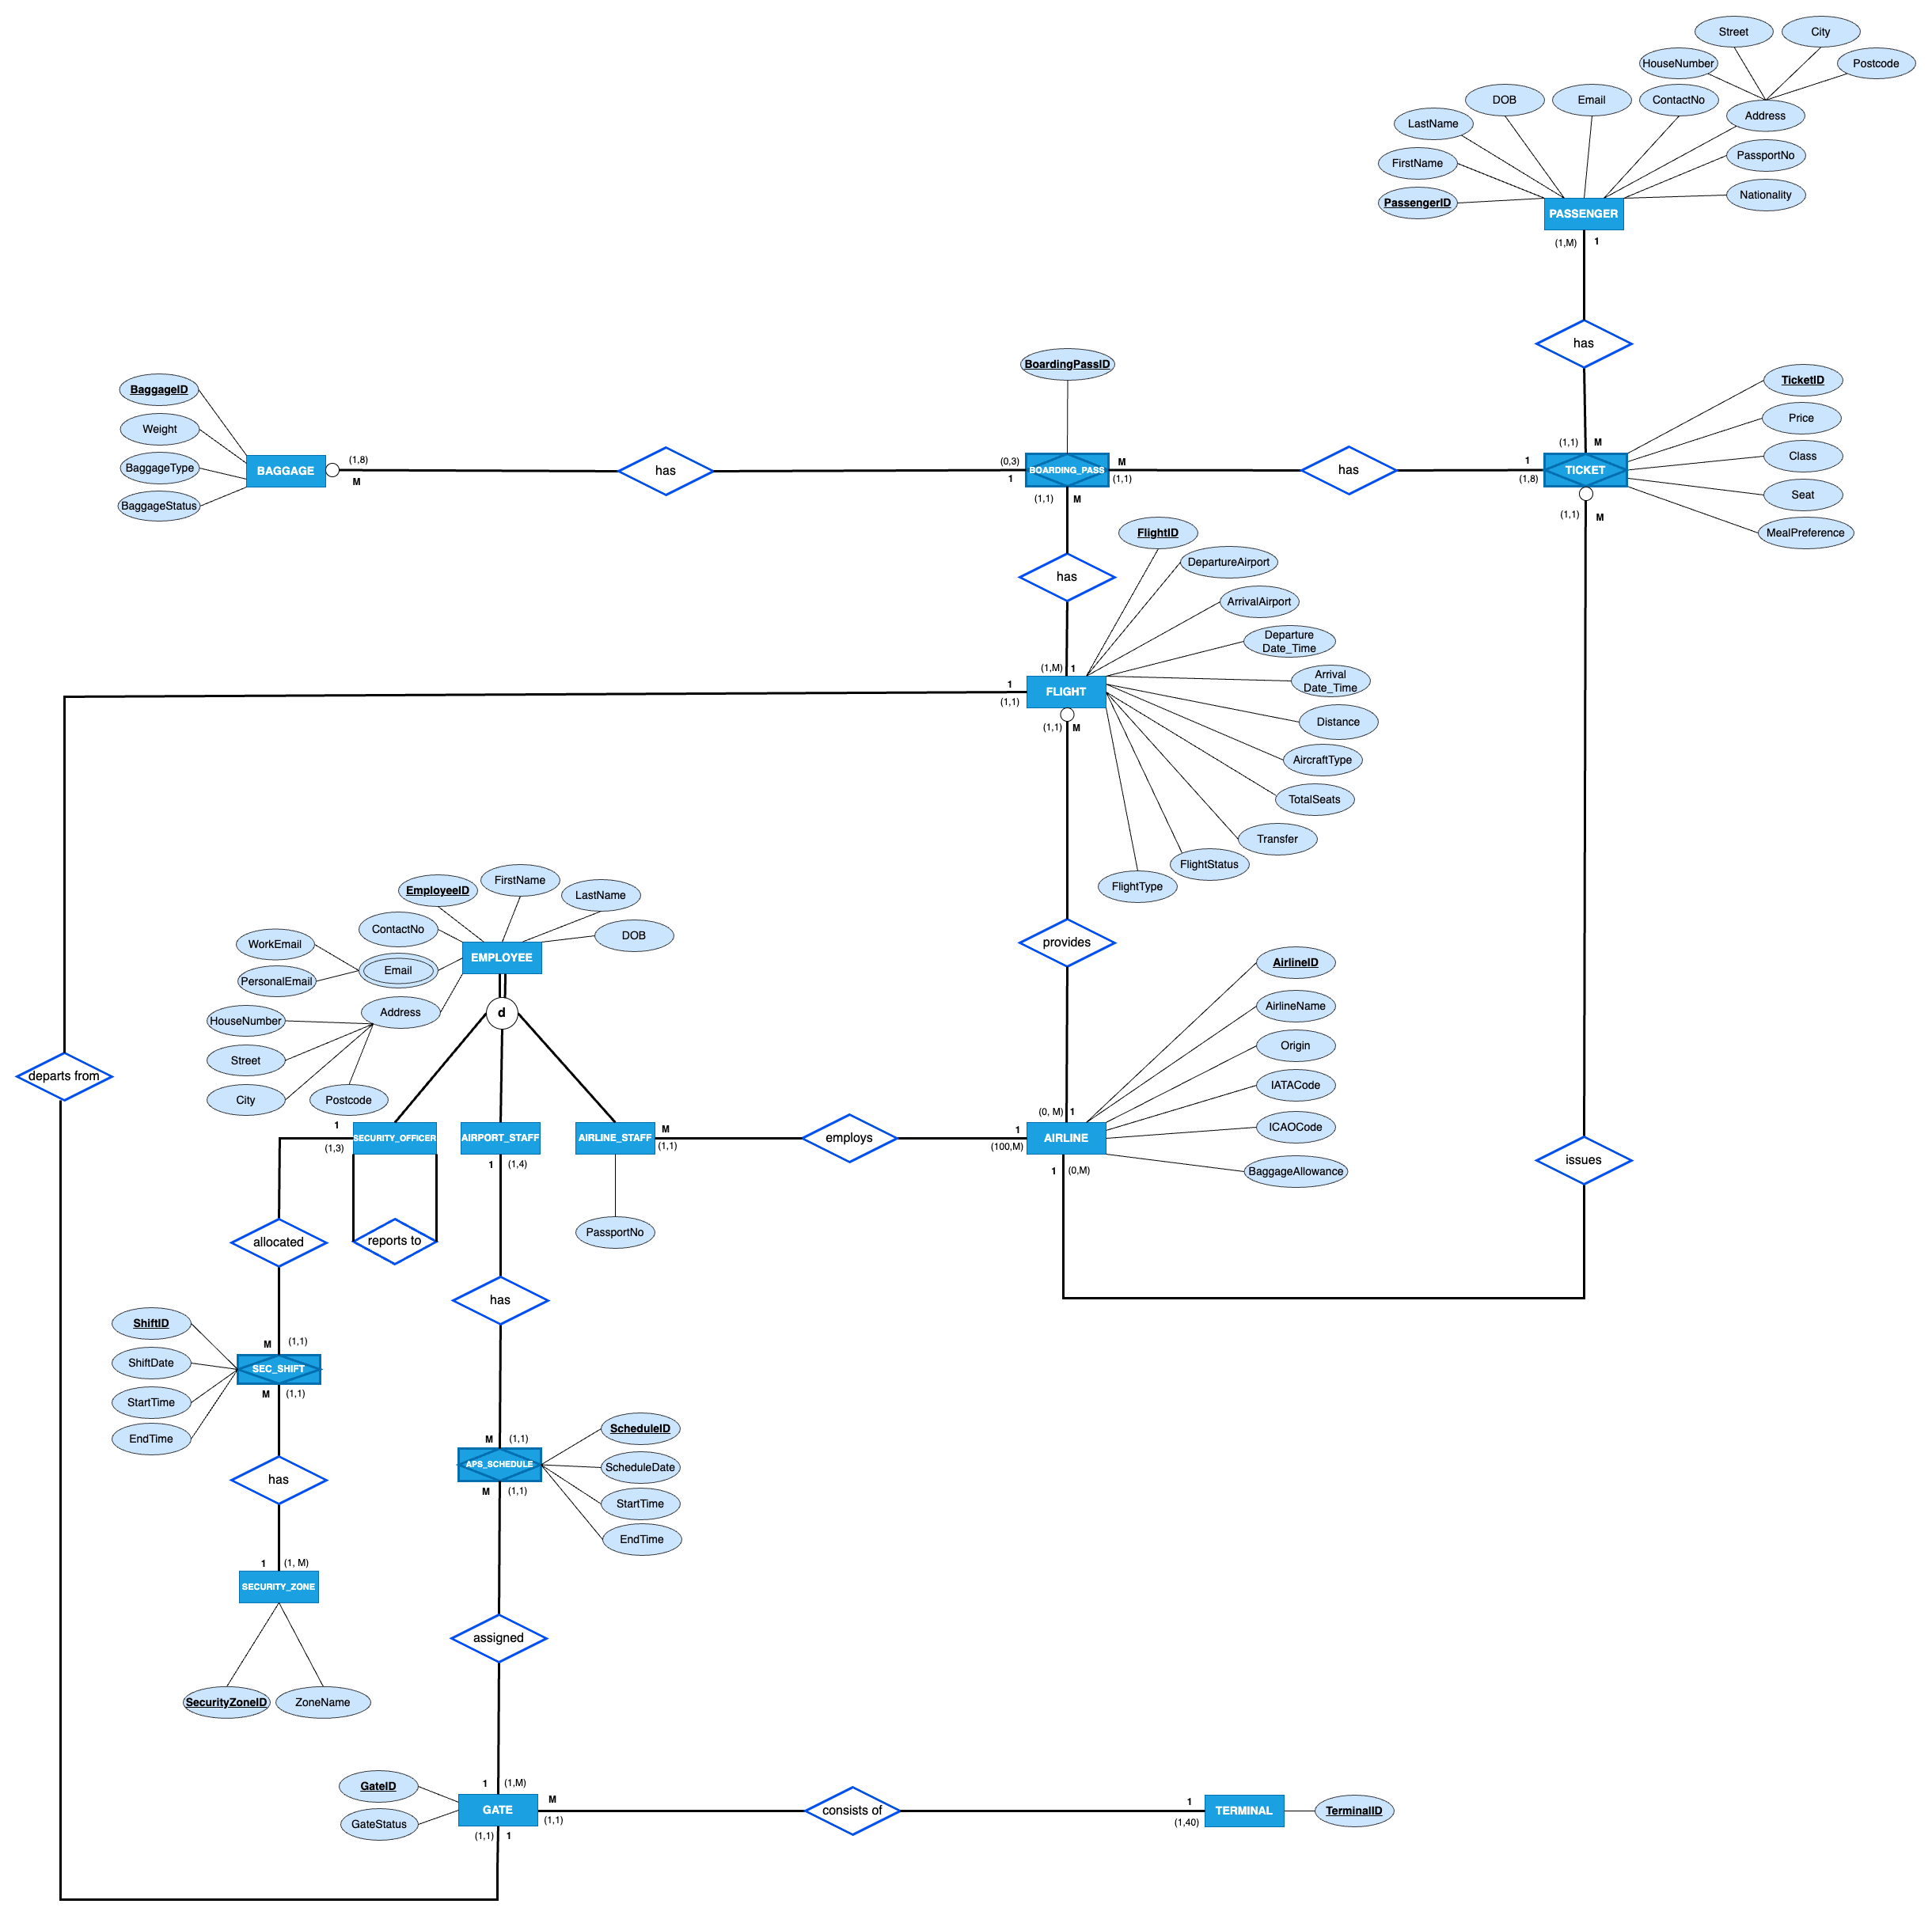 Street
City
HouseNumber
Postcode
DOB
Email
ContactNo
LastName
Address
FirstName
PassportNo
PassengerID
Nationality
PASSENGER
(1,M)
1
has
BoardingPassID
BaggageID
TicketID
Weight
Price
(1,1)
M
BaggageType
BAGGAGE
(1,8)
M
has
(0,3)
1
BOARDING_PASS
M
(1,1)
has
1
(1,8)
TICKET
Class
BaggageStatus
Seat
(1,1)
M
(1,1)
M
MealPreference
FlightID
DepartureAirport
has
ArrivalAirport
Departure
Date_Time
(1,M)
1
Arrival
Date_Time
1
(1,1)
FLIGHT
(1,1)
M
Distance
AircraftType
TotalSeats
Transfer
FlightStatus
FlightType
FirstName
EmployeeID
LastName
ContactNo
DOB
WorkEmail
EMPLOYEE
Email
PersonalEmail
provides
AirlineID
Address
d
AirlineName
HouseNumber
Origin
Street
departs from
IATACode
City
Postcode
(0, M)
1
ICAOCode
1
(1,3)
SECURITY_OFFICER
AIRPORT_STAFF
AIRLINE_STAFF
M
(1,1)
employs
1
(100,M)
AIRLINE
1
(1,4)
1
(0,M)
BaggageAllowance
issues
PassportNo
allocated
reports to
has
ShiftID
M
(1,1)
ShiftDate
SEC_SHIFT
M
(1,1)
StartTime
EndTime
ScheduleID
M
(1,1)
APS_SCHEDULE
ScheduleDate
has
M
(1,1)
StartTime
EndTime
1
(1, M)
SECURITY_ZONE
assigned
SecurityZoneID
ZoneName
GateID
1
(1,M)
GATE
M
(1,1)
consists of
1
(1,40)
TERMINAL
TerminalID
GateStatus
(1,1)
1